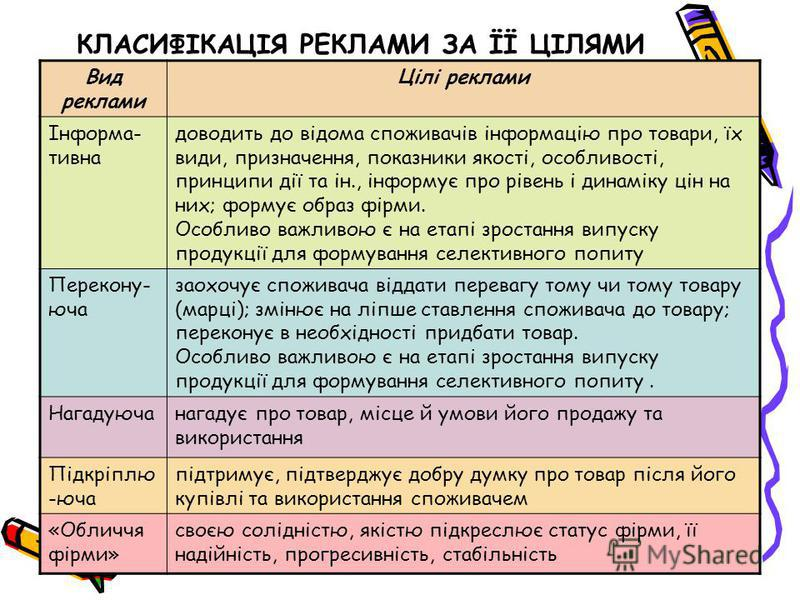 КЛАСИФІКАЦІЯ РЕКЛАМИ ЗА ЇЇ ЦІЛЯМИ
Вид
реклами
Цілі реклами
Інформа-
тивна
доводить до відома споживачів інформацію про товари, їх
види, призначення, показники якості, особливості,
принципи дії та ін., інформує про рівень і динаміку цін на
них; формує образ фірми.
Особливо важливою є на етапі зростання випуску
продукції для формування селективного попиту
Перекону-
юча
заохочує споживача віддати перевагу тому чи тому товару
(марці); змінює на ліпше ставлення споживача до товару;
переконує в необхідності придбати товар.
Особливо важливою є на етапі зростання випуску
продукції для формування селективного попиту .
Нагадуюча
нагадує про товар, місце й умови його продажу та
використання
Підкріплю
-юча
підтримує, підтверджує добру думку про товар після його
купівлі та використання споживачем
«Обличчя
фірми»
своєю солідністю, якістю підкреслює статус фірми, її
надійність, прогресивність, стабільність
MyShared